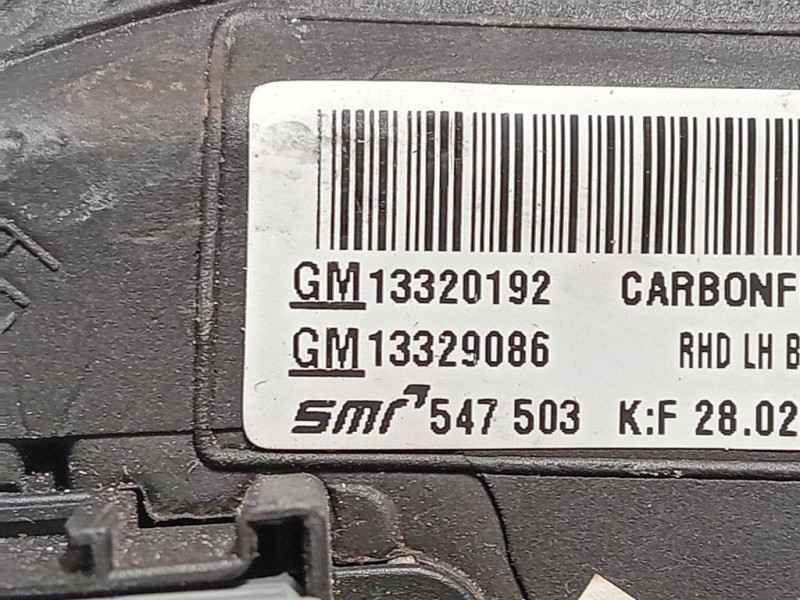 GM 13320192 CARBONF
GM 13329086 RHD LH B
smr 547 503 K:F 28.02